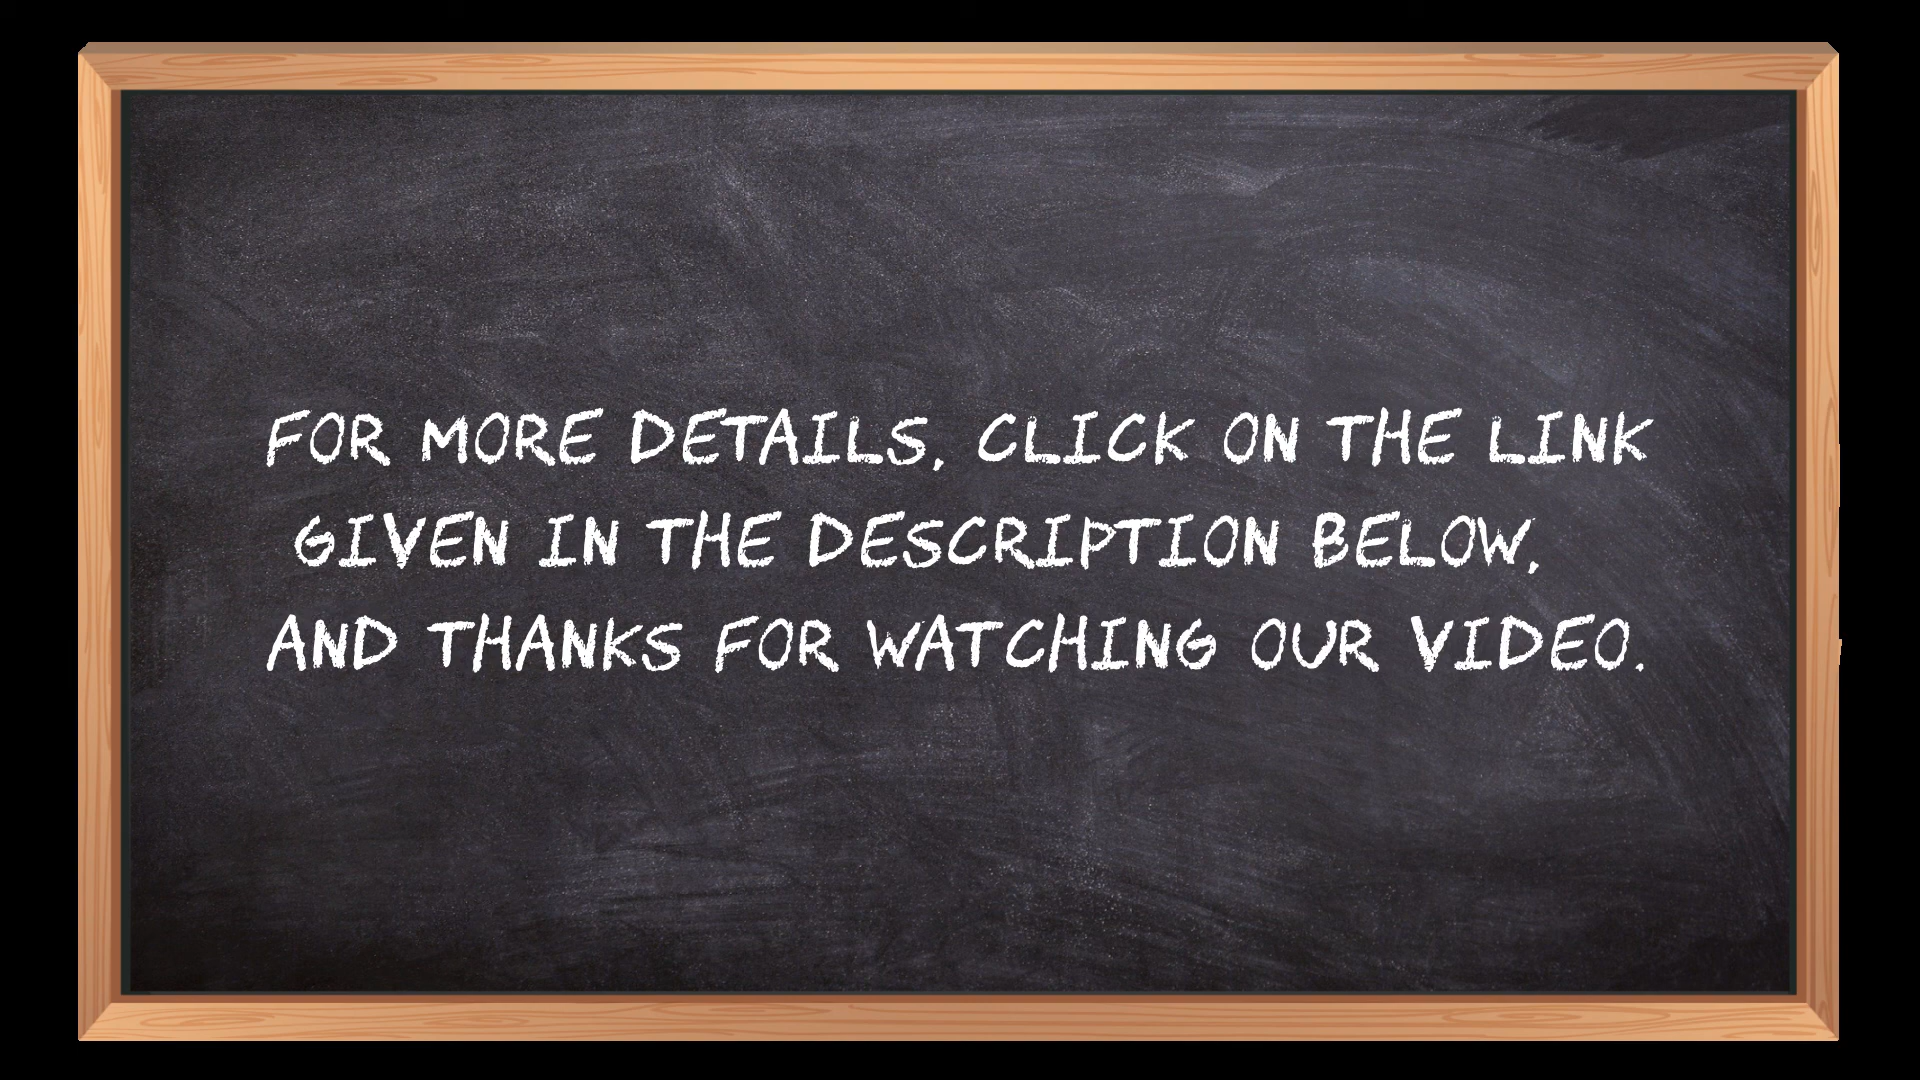 FOR MORE DETAILS, CLICK ON THE LINK
GIVEN IN THE DESCRIPTION BELOW,
AND THANKS FOR WATCHING OUR VIDEO.